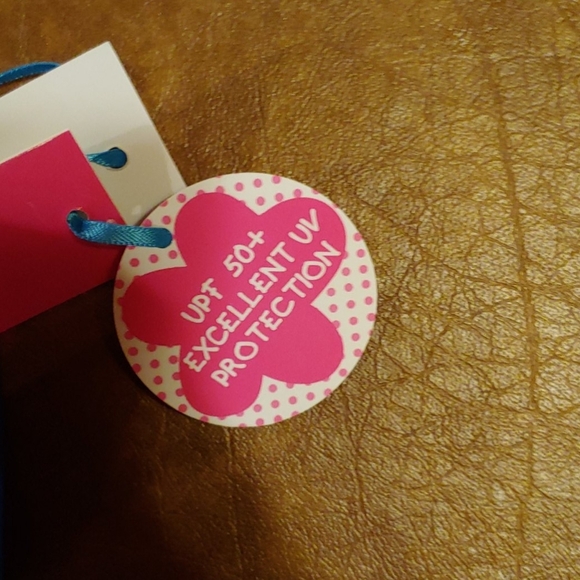 UPF 50+
EXCELLENT UV
PROTECTION